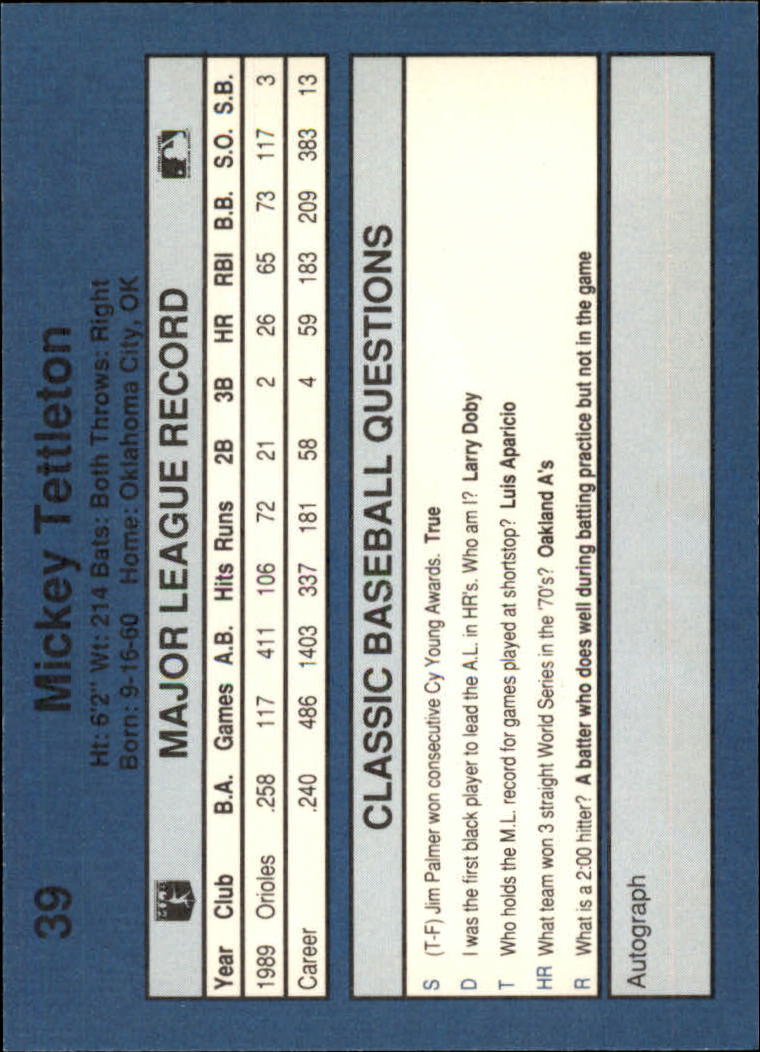 39 Mickey Tettleton
Ht: 6'2" Wt: 214 Bats: Both Throws: Right
Born: 9-16-60 Home: Oklahoma City, OK
MAJOR LEAGUE RECORD
Year Club B.A. Games A.B. Hits Runs 2B 3B HR RBI B.B. S.O. S.B.
1989 Orioles .258 117 411 106 72 21 2 26 65 73 117 3
Career .240 486 1403 337 181 58 4 59 183 209 383 13
CLASSIC BASEBALL QUESTIONS
S (T-F) Jim Palmer won consecutive Cy Young Awards. True
D I was the first black player to lead the A.L. in HR's. Who am I? Larry Doby
T Who holds the M.L. record for games played at shortstop? Luis Aparicio
HR What team won 3 straight World Series in the '70's? Oakland A's
R What is a 2:00 hitter? A batter who does well during batting practice but not in the game
Autograph